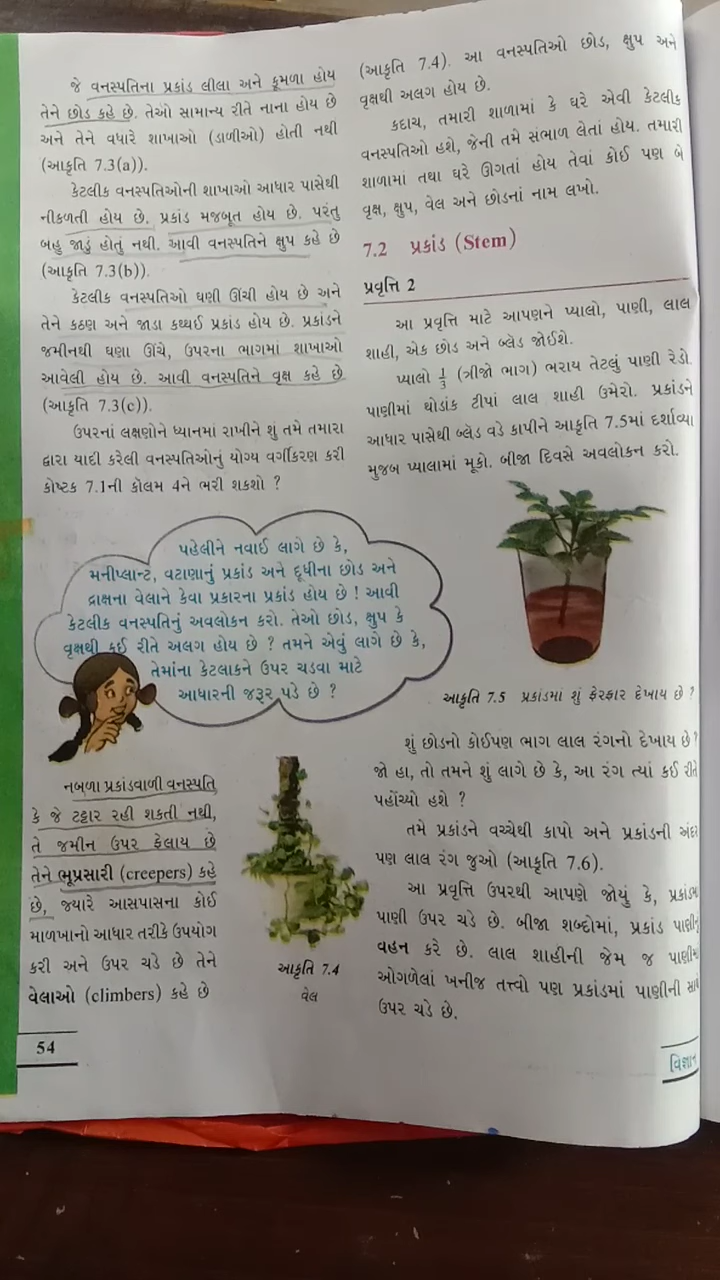 જે વનસ્પતિના પ્રકાંડ લીલા અને કૂમળા હોય
તેને છોડ કહે છે. તેઓ સામાન્ય રીતે નાના હોય છે
અને તેને વધારે શાખાઓ (ડાળીઓ) હોતી નથી
(આકૃતિ 7.3(a)).
કેટલીક વનસ્પતિઓની શાખાઓ આધાર પાસેથી
નીકળતી હોય છે. પ્રકાંડ મજબૂત હોય છે. પરંતુ
બહુ જાડું હોતું નથી. આવી વનસ્પતિને ક્ષુપ કહે છે
(આકૃતિ 7.3(b)).
કેટલીક વનસ્પતિઓ ઘણી ઊંચી હોય છે અને
તેને કઠણ અને જાડા કથ્થઈ પ્રકાંડ હોય છે. પ્રકાંડને
જમીનથી ઘણા ઊંચે, ઉપરના ભાગમાં શાખાઓ
આવેલી હોય છે. આવી વનસ્પતિને વૃક્ષ કહે છે
(આકૃતિ 7.3(c)).
ઉપરનાં લક્ષણોને ધ્યાનમાં રાખીને શું તમે તમારા
દ્વારા યાદી કરેલી વનસ્પતિઓનું યોગ્ય વર્ગીકરણ કરી
કોષ્ટક 7.1ની કૉલમ 4ને ભરી શકશો ?
પહેલીને નવાઈ લાગે છે કે,
મનીપ્લાન્ટ, વટાણાનું પ્રકાંડ અને દૂધીના છોડ અને
દ્રાક્ષના વેલાને કેવા પ્રકારના પ્રકાંડ હોય છે ! આવી
કેટલીક વનસ્પતિનું અવલોકન કરો. તેઓ છોડ, ક્ષુપ કે
વૃક્ષથી કઈ રીતે અલગ હોય છે ? તમને એવું લાગે છે કે,
તેમાંના કેટલાકને ઉપર ચડવા માટે
આધારની જરૂર પડે છે ?
નબળા પ્રકાંડવાળી વનસ્પતિ
કે જે ટટ્ટાર રહી શકતી નથી,
તે જમીન ઉપર ફેલાય છે
તેને ભૂપ્રસારી (creepers) કહે
છે, જ્યારે આસપાસના કોઈ
માળખાનો આધાર તરીકે ઉપયોગ
કરી અને ઉપર ચડે છે તેને
વેલાઓ (climbers) કહે છે
આકૃતિ 7.4
વેલ
(આકૃતિ 7.4). આ વનસ્પતિઓ છોડ, ક્ષુપ અને
વૃક્ષથી અલગ હોય છે.
કદાચ, તમારી શાળામાં કે ઘરે એવી કેટલીક
વનસ્પતિઓ હશે, જેની તમે સંભાળ લેતાં હોય. તમારી
શાળામાં તથા ઘરે ઊગતાં હોય તેવાં કોઈ પણ બે
વૃક્ષ, ક્ષુપ, વેલ અને છોડનાં નામ લખો.
7.2 પ્રકાંડ (Stem)
પ્રવૃત્તિ 2
આ પ્રવૃત્તિ માટે આપણને પ્યાલો, પાણી, લાલ
શાહી, એક છોડ અને બ્લેડ જોઈશે.
પ્યાલો 1/3 (ત્રીજો ભાગ) ભરાય તેટલું પાણી રેડો.
પાણીમાં થોડાંક ટીપાં લાલ શાહી ઉમેરો. પ્રકાંડને
આધાર પાસેથી બ્લેડ વડે કાપીને આકૃતિ 7.5માં દર્શાવ્યા
મુજબ પ્યાલામાં મૂકો. બીજા દિવસે અવલોકન કરો.
આકૃતિ 7.5 પ્રકાંડમાં શું ફેરફાર દેખાય છે ?
શું છોડનો કોઈપણ ભાગ લાલ રંગનો દેખાય છે ?
જો હા, તો તમને શું લાગે છે કે, આ રંગ ત્યાં કઈ રીતે
પહોંચ્યો હશે ?
તમે પ્રકાંડને વચ્ચેથી કાપો અને પ્રકાંડની અંદર
પણ લાલ રંગ જુઓ (આકૃતિ 7.6).
આ પ્રવૃત્તિ ઉપરથી આપણે જોયું કે, પ્રકાંડમાં
પાણી ઉપર ચડે છે. બીજા શબ્દોમાં, પ્રકાંડ પાણીનું
વહન કરે છે. લાલ શાહીની જેમ જ પાણીમાં
ઓગળેલાં ખનીજ તત્ત્વો પણ પ્રકાંડમાં પાણીની સાથે
ઉપર ચડે છે.
54
વિજ્ઞાન